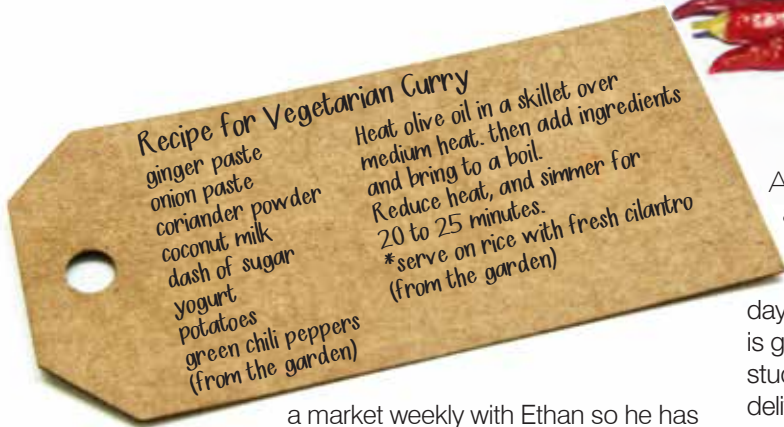 Recipe for Vegetarian Curry
ginger paste
onion paste
coriander powder
coconut milk
dash of sugar
yogurt
potatoes
green chili peppers
(from the garden)
Heat olive oil in a skillet over
medium heat. then add ingredients
and bring to a boil.
Reduce heat, and simmer for
20 to 25 minutes.
*serve on rice with fresh cilantro
(from the garden)
a market weekly with Ethan so he has
day
is g
stud
deli